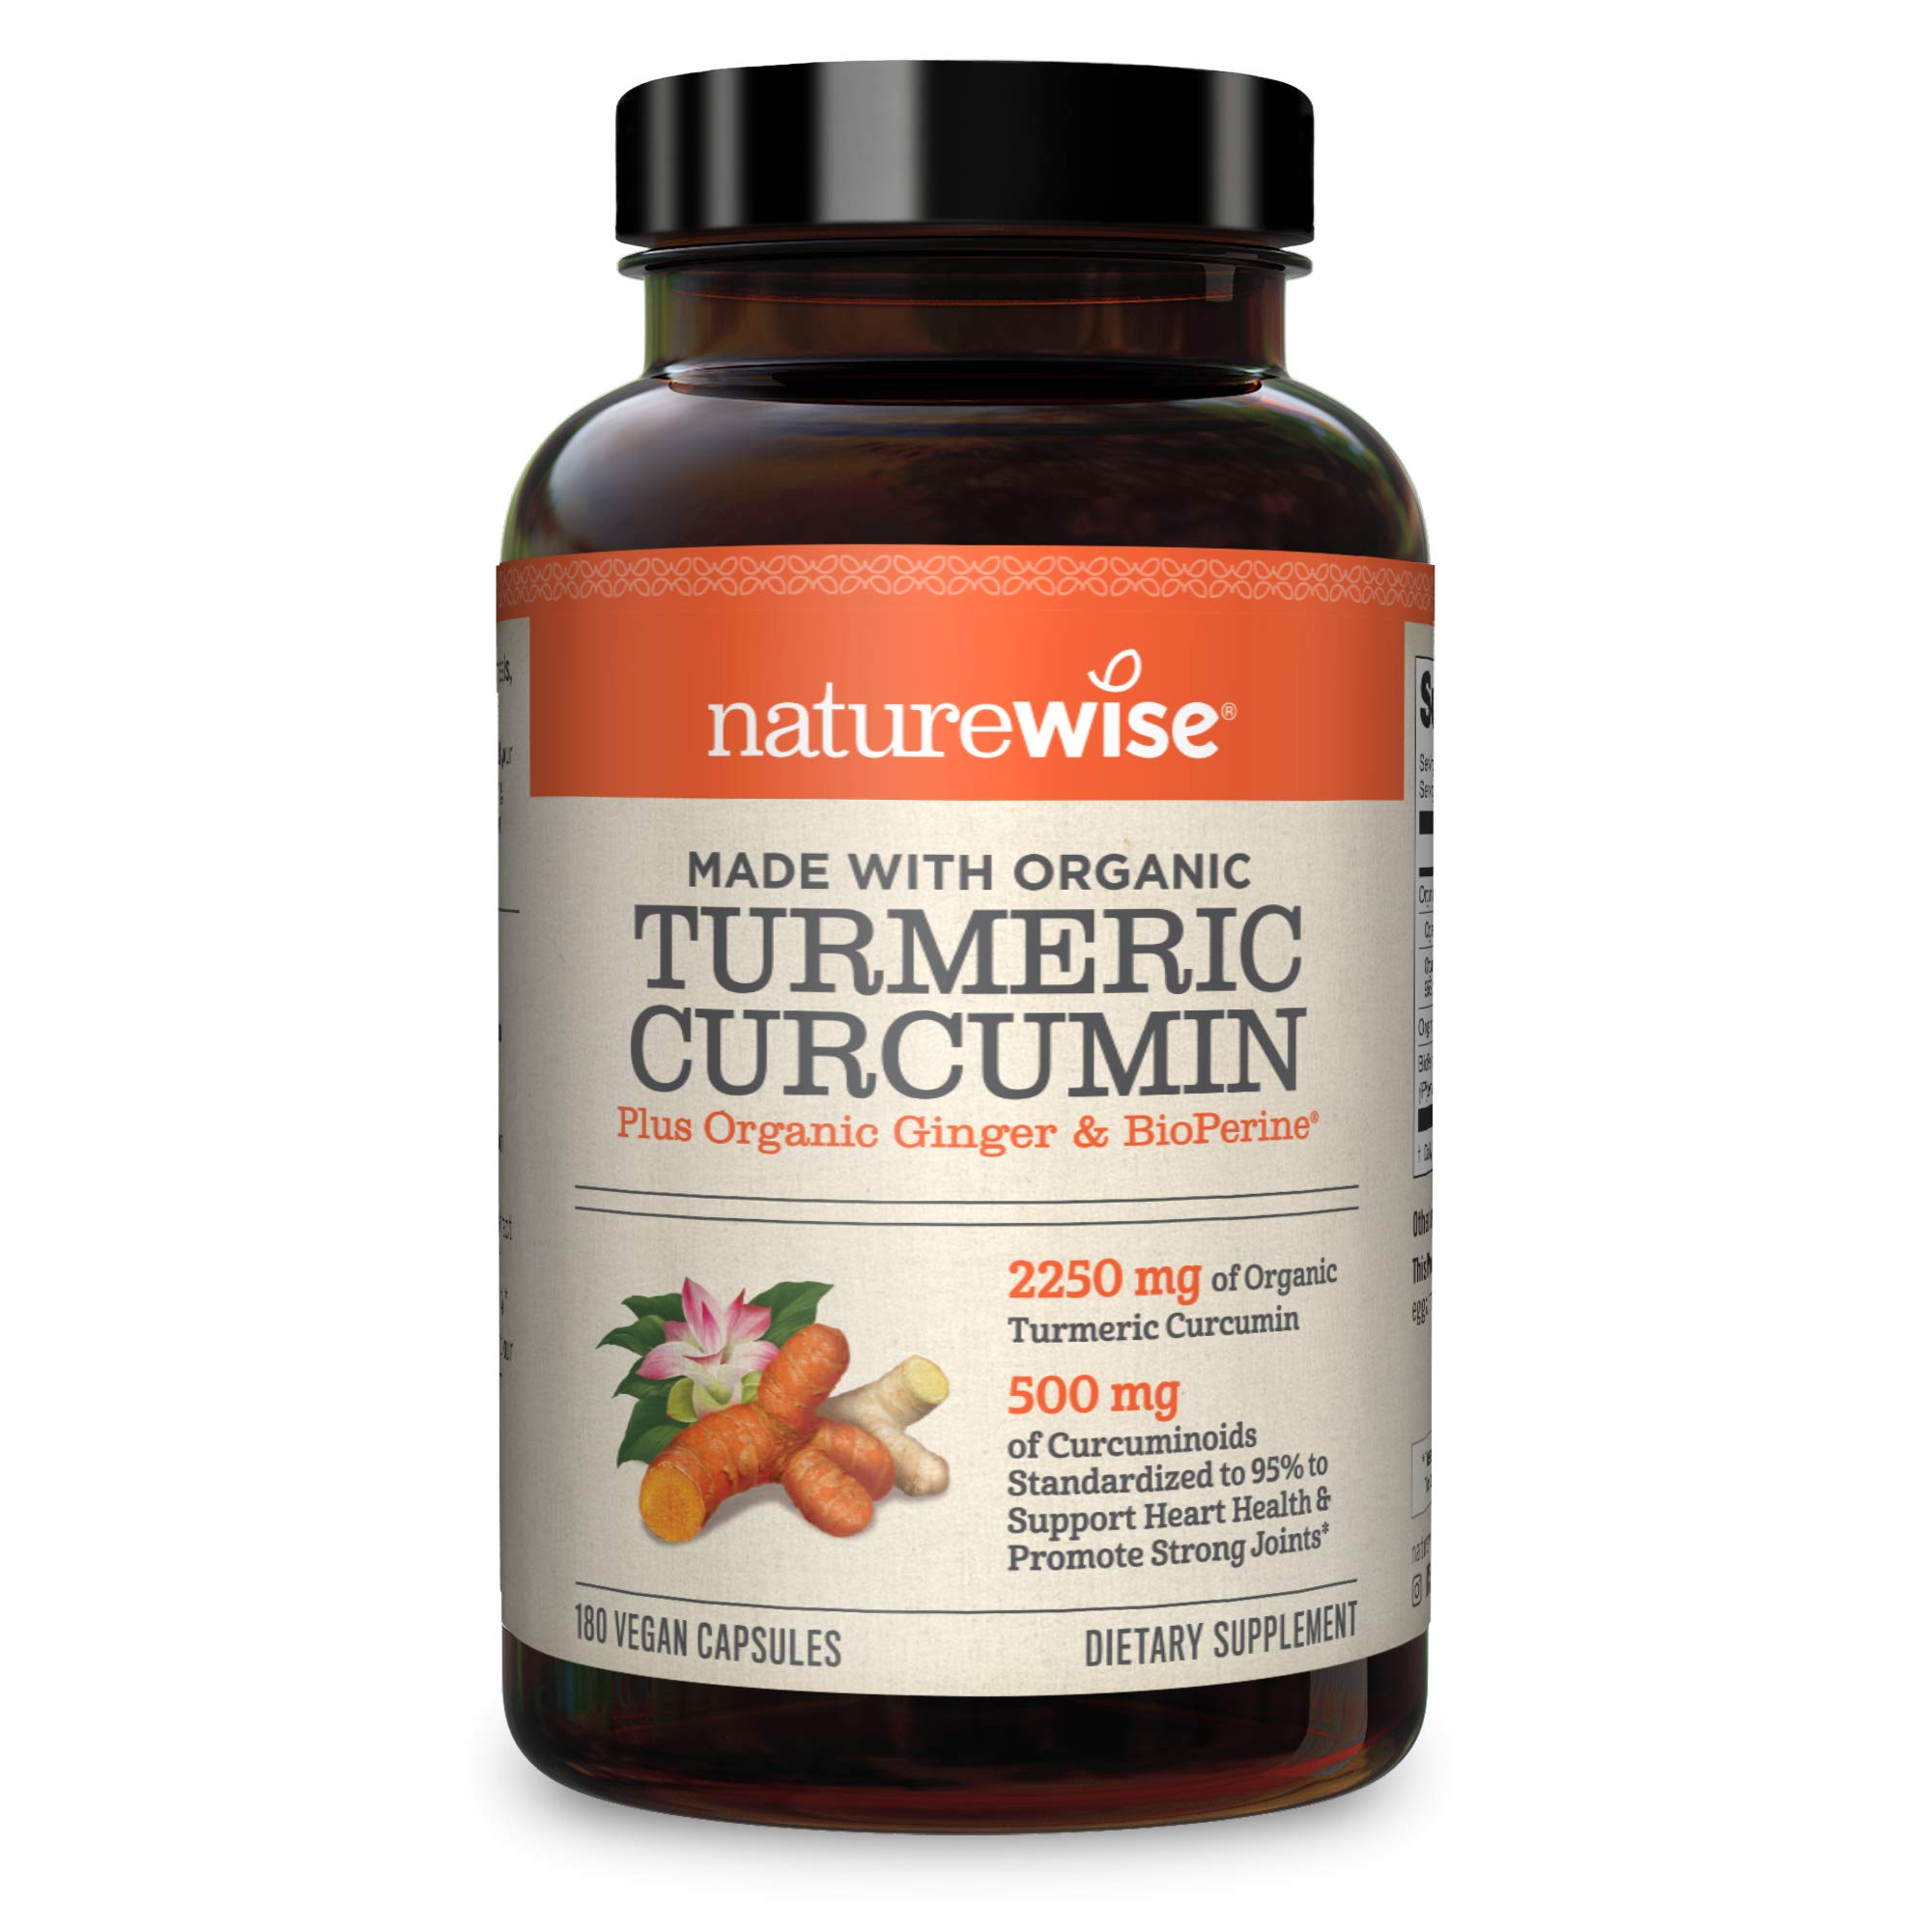 naturewise®
MADE WITH ORGANIC
TURMERIC
CURCUMIN
Plus Organic Ginger & BioPerine®
2250 mg of Organic
Turmeric Curcumin
500 mg
of Curcuminoids
Standardized to 95% to
Support Heart Health &
Promote Strong Joints*
180 VEGAN CAPSULES
DIETARY SUPPLEMENT